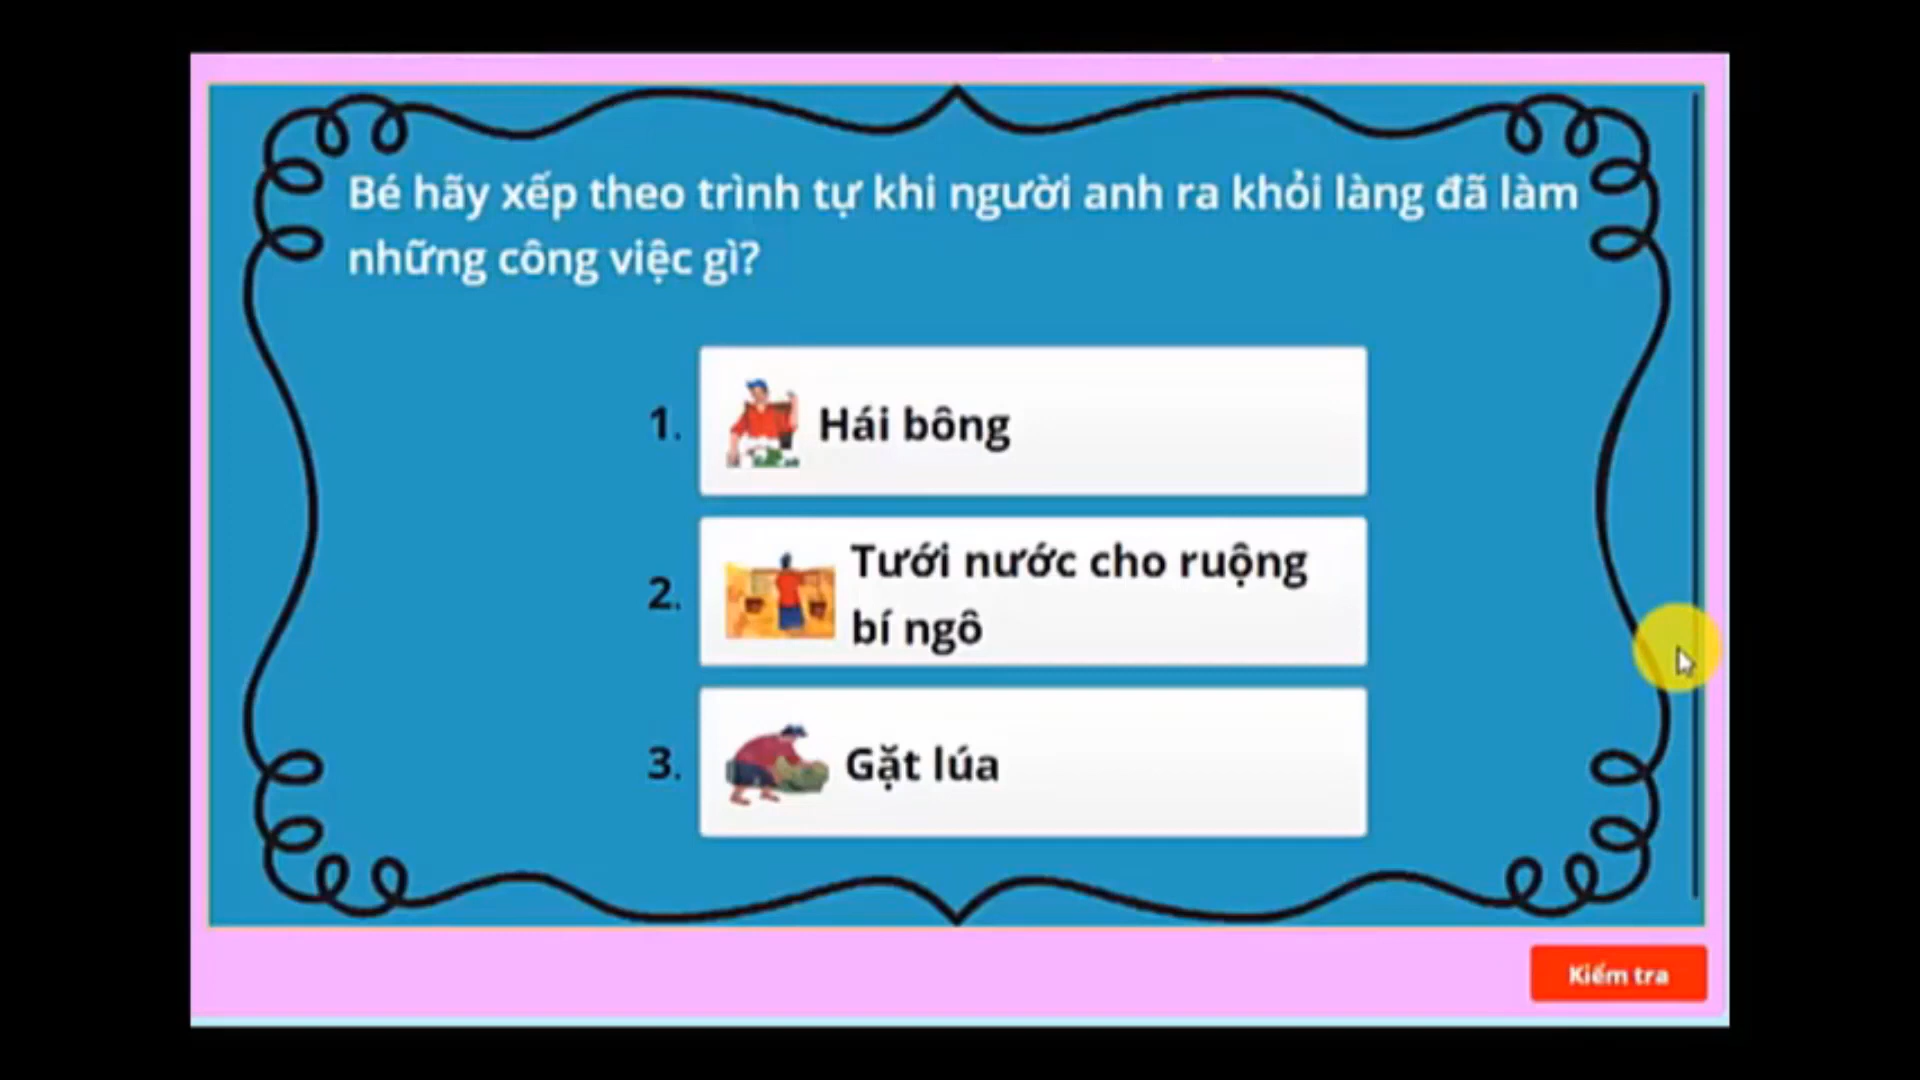 Bé hãy xếp theo trình tự khi người anh ra khỏi làng đã làm
những công việc gì?
1. Hái bông
2. Tưới nước cho ruộng
bí ngô
3. Gặt lúa
Kiểm tra